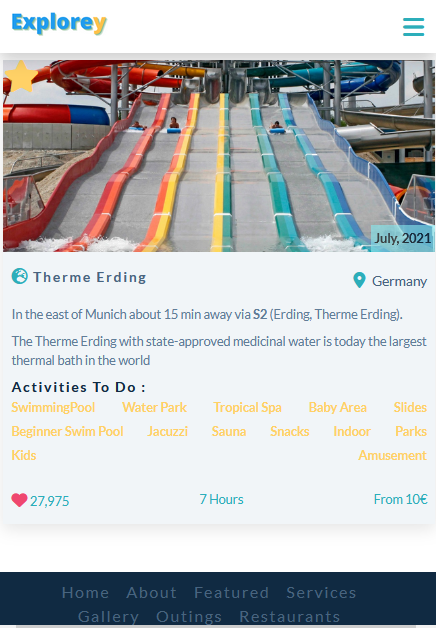 Explorey
July, 2021
Therme Erding
Germany
In the east of Munich about 15 min away via S2 (Erding, Therme Erding).
The Therme Erding with state-approved medicinal water is today the largest
thermal bath in the world
Activities To Do :
SwimmingPool Water Park Tropical Spa Baby Area Slides
Beginner Swim Pool Jacuzzi Sauna Snacks Indoor Parks
Kids Amusement
27,975 7 Hours From 10€
Home About Featured Services
Gallery Outings Restaurants